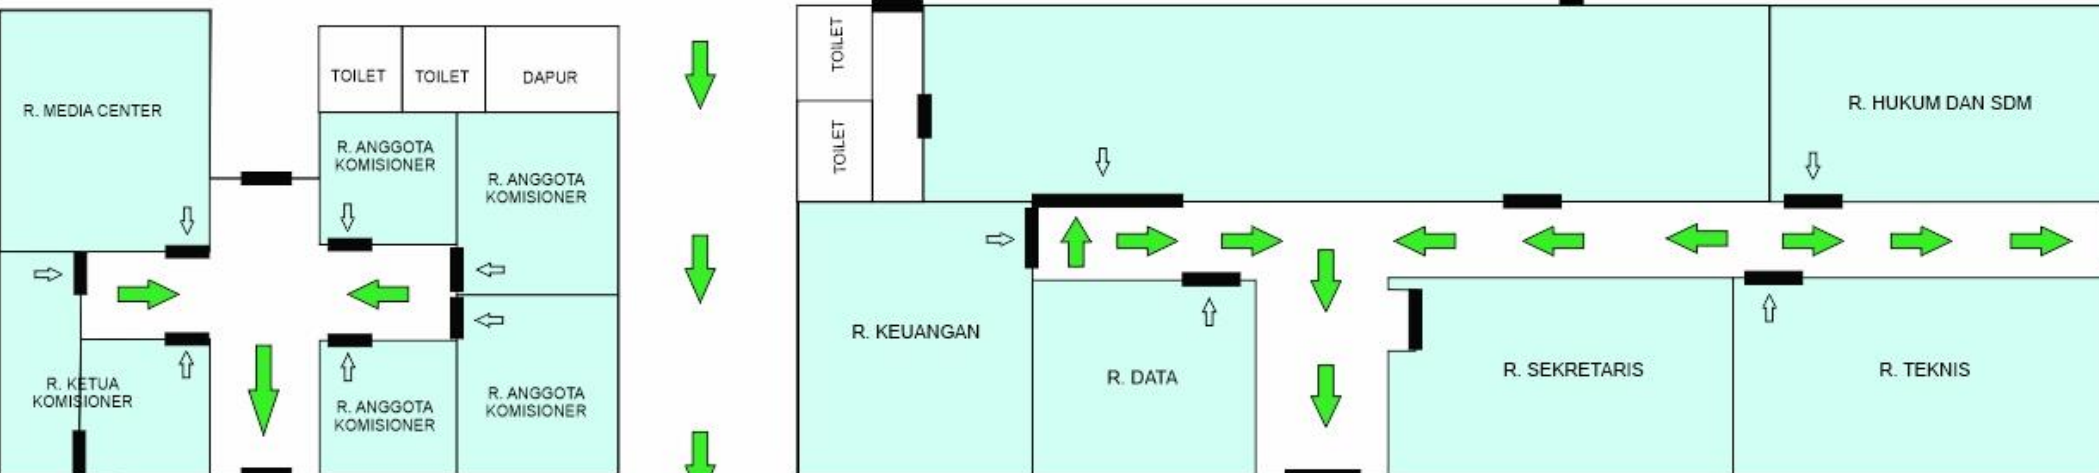 R. MEDIA CENTER
TOILET
TOILET
DAPUR
R. ANGGOTA
KOMISIONER
R. ANGGOTA
KOMISIONER
R. KETUA
KOMISIONER
R. ANGGOTA
KOMISIONER
R. ANGGOTA
KOMISIONER
TOILET
TOILET
R. HUKUM DAN SDM
R. KEUANGAN
R. DATA
R. SEKRETARIS
R. TEKNIS